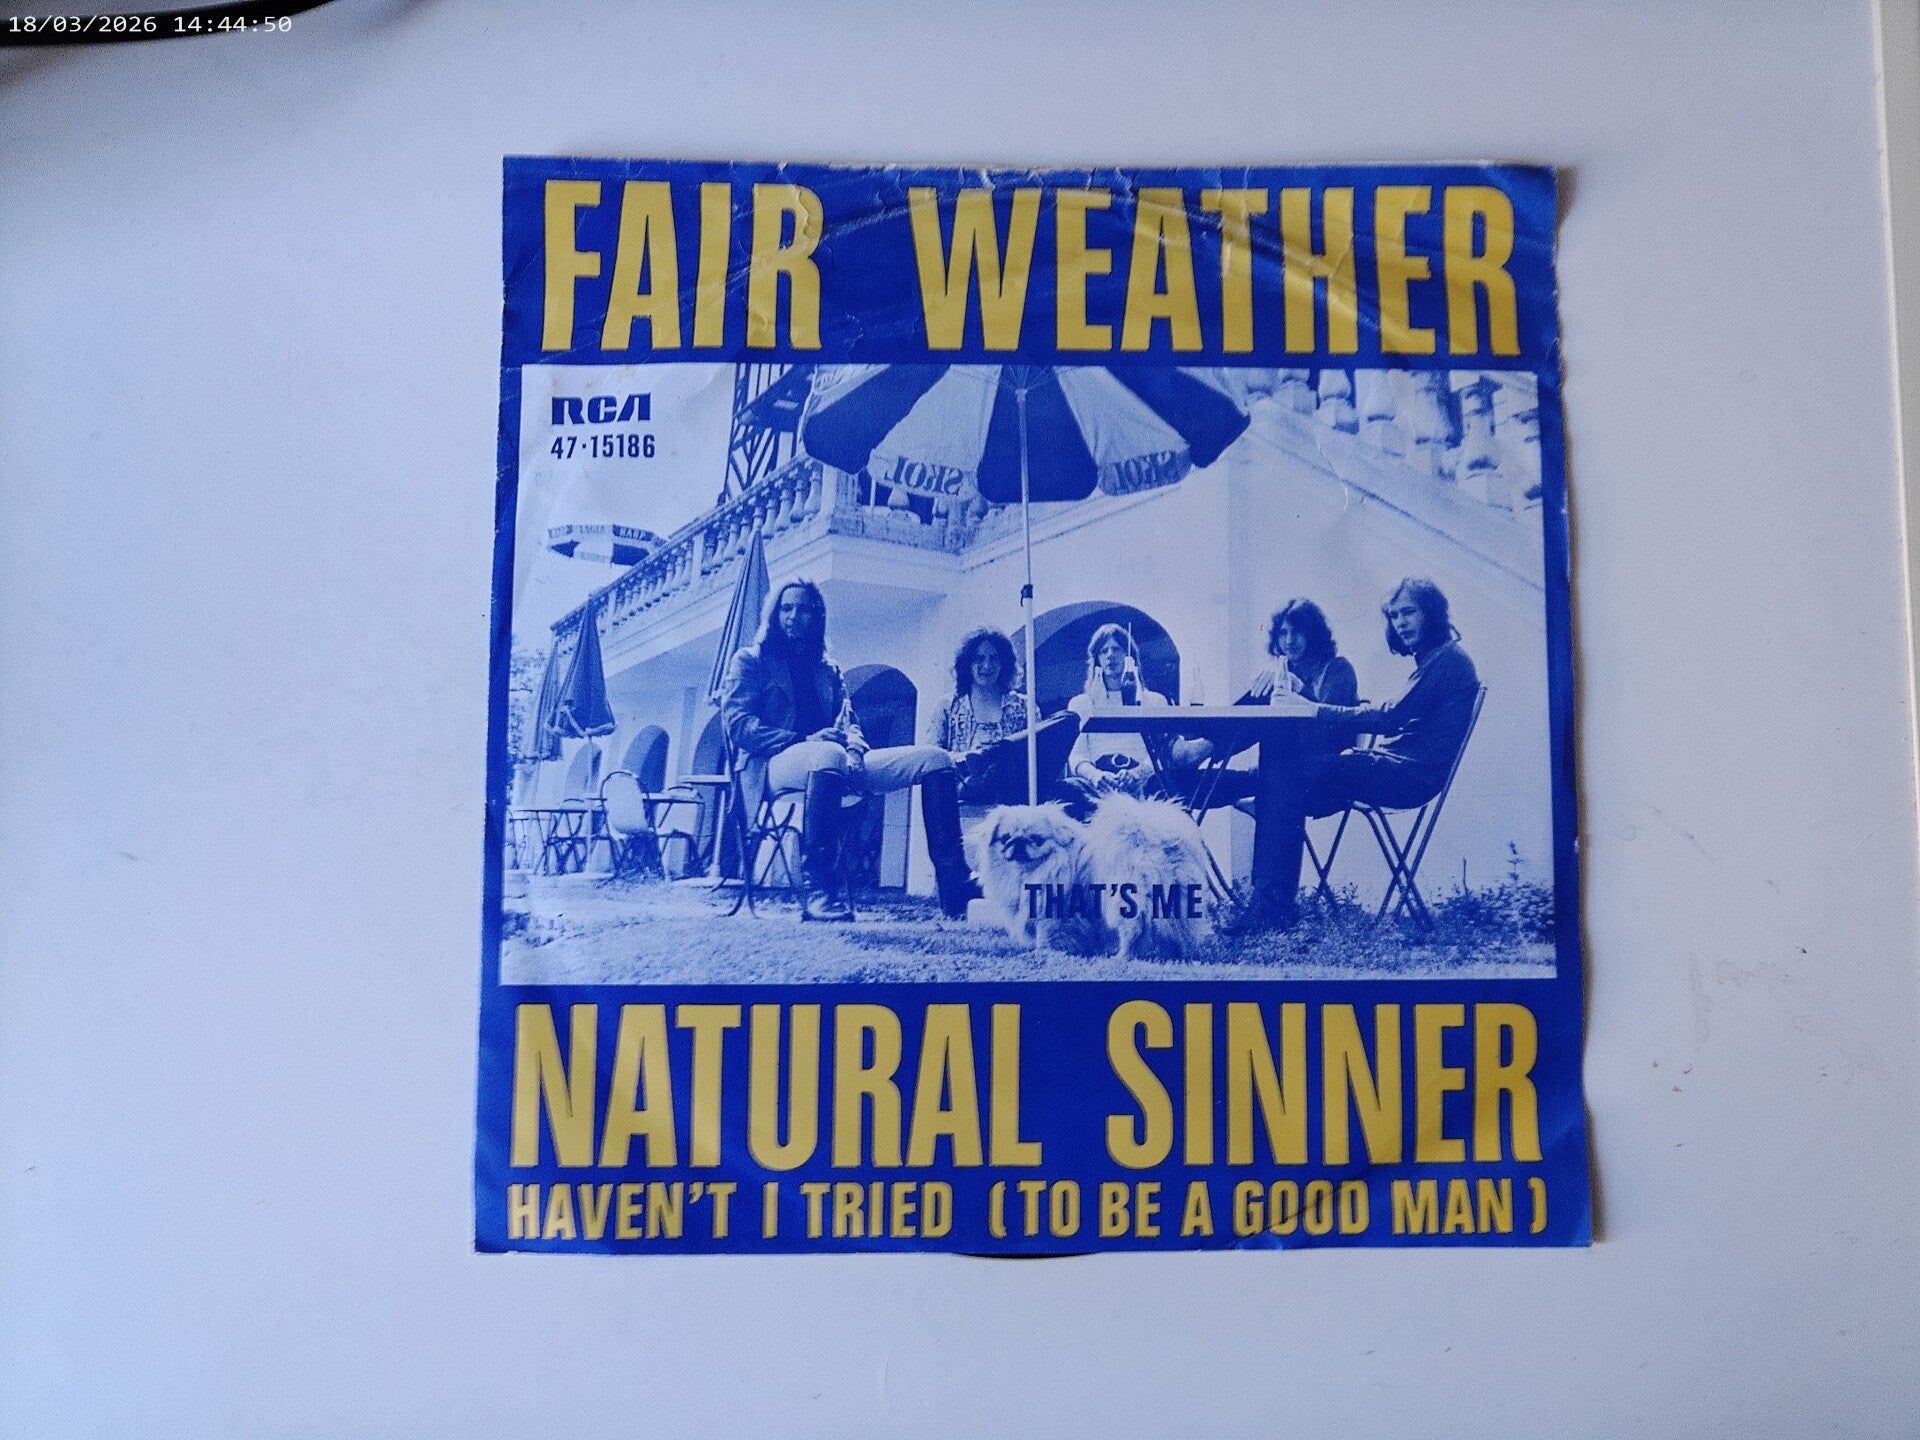 18/03/2026 14:44:50
FAIR WEATHER
RCA
47·15186
SKOL
SKOL
THAT'S ME
NATURAL SINNER
HAVEN'T I TRIED (TO BE A GOOD MAN)